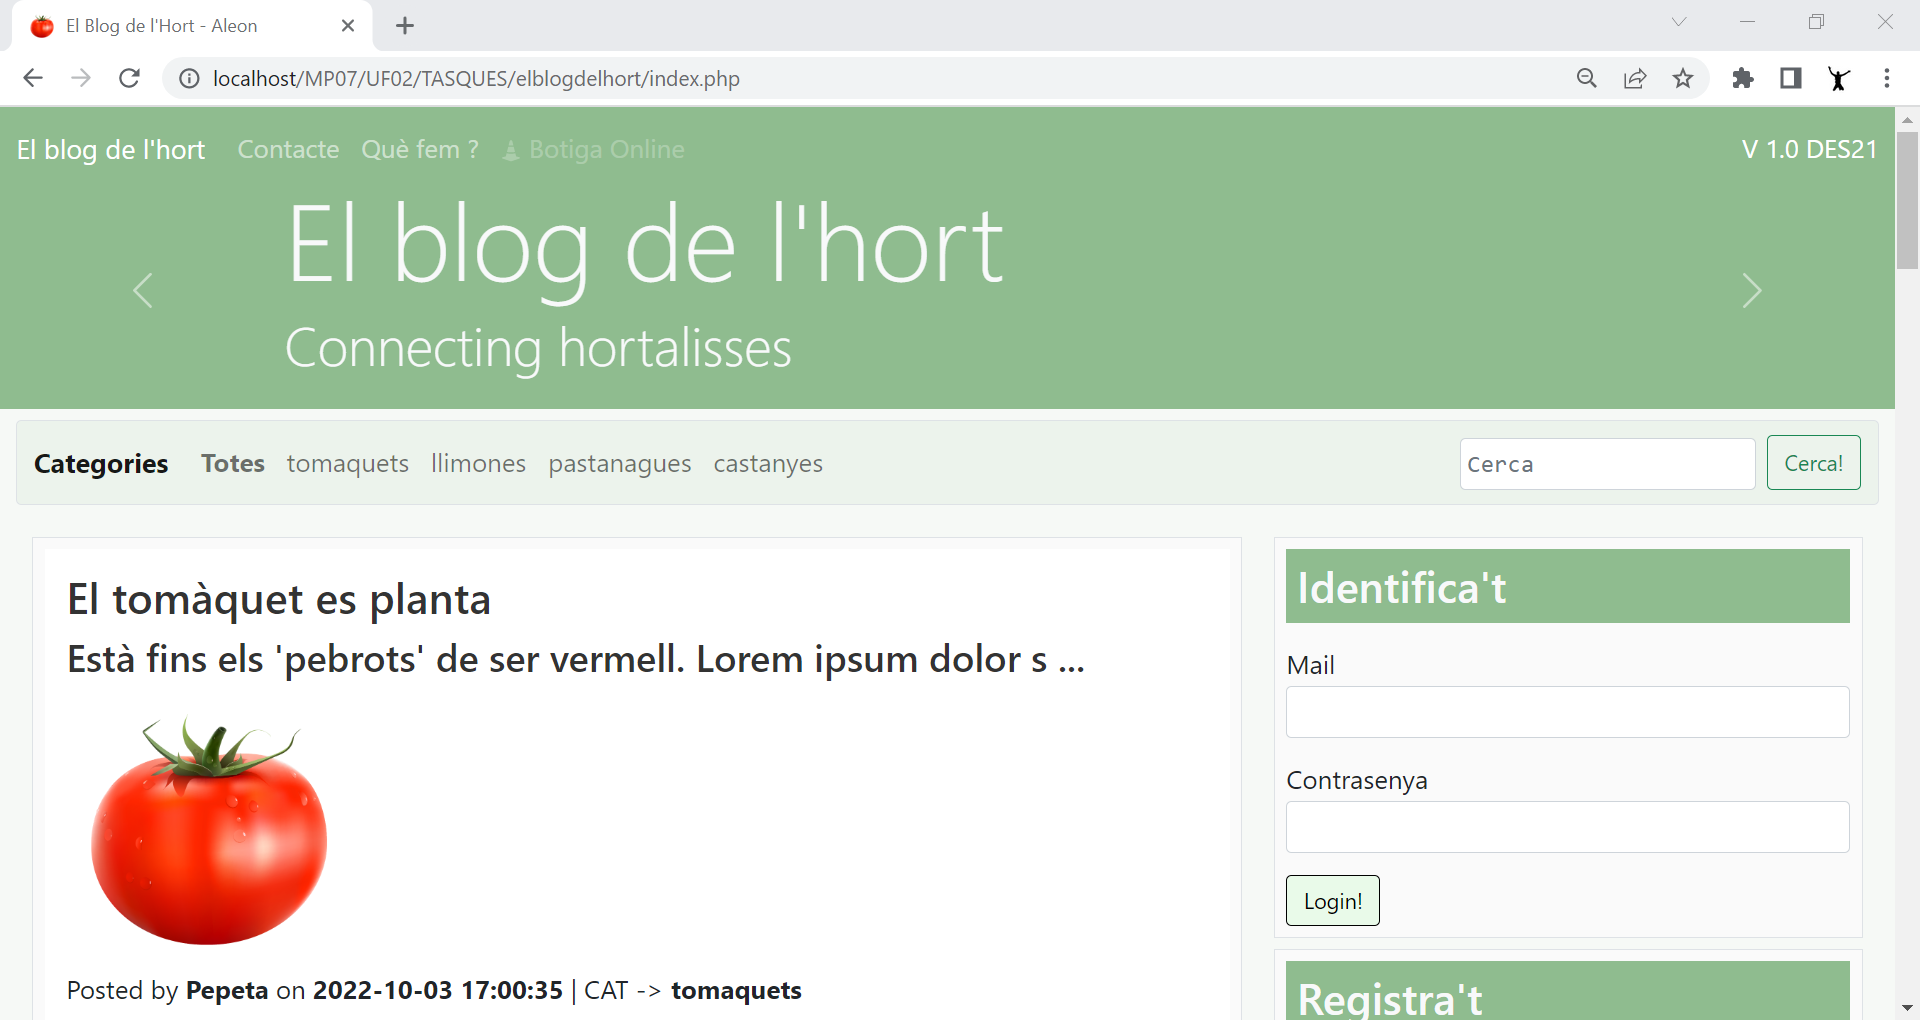 El Blog de l'Hort - Aleon
localhost/MP07/UF02/TASQUES/elblogdelhort/index.php
El blog de l'hort Contacte Què fem ? Botiga Online V 1.0 DES21
El blog de l'hort
Connecting hortalisses
Categories Totes tomaquets llimones pastanagues castanyes Cerca Cerca!
El tomàquet es planta
Està fins els 'pebrots' de ser vermell. Lorem ipsum dolor s ...
Posted by Pepeta on 2022-10-03 17:00:35 | CAT -> tomaquets
Identifica't
Mail
Contrasenya
Login!
Registra't